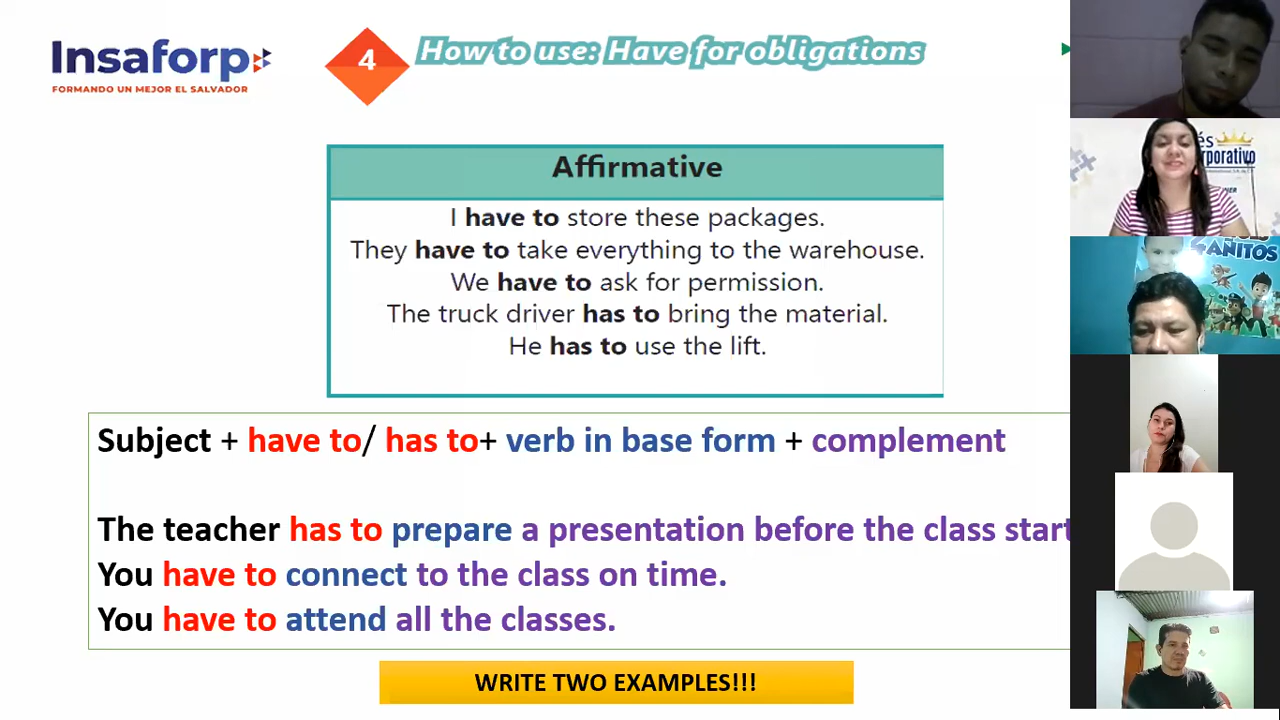 Insaforp
FORMANDO UN MEJOR EL SALVADOR
4
How to use: Have for obligations
Affirmative
I have to store these packages.
They have to take everything to the warehouse.
We have to ask for permission.
The truck driver has to bring the material.
He has to use the lift.
Subject + have to/ has to+ verb in base form + complement
The teacher has to prepare a presentation before the class start
You have to connect to the class on time.
You have to attend all the classes.
WRITE TWO EXAMPLES!!!
és
rporativo
AÑITOS